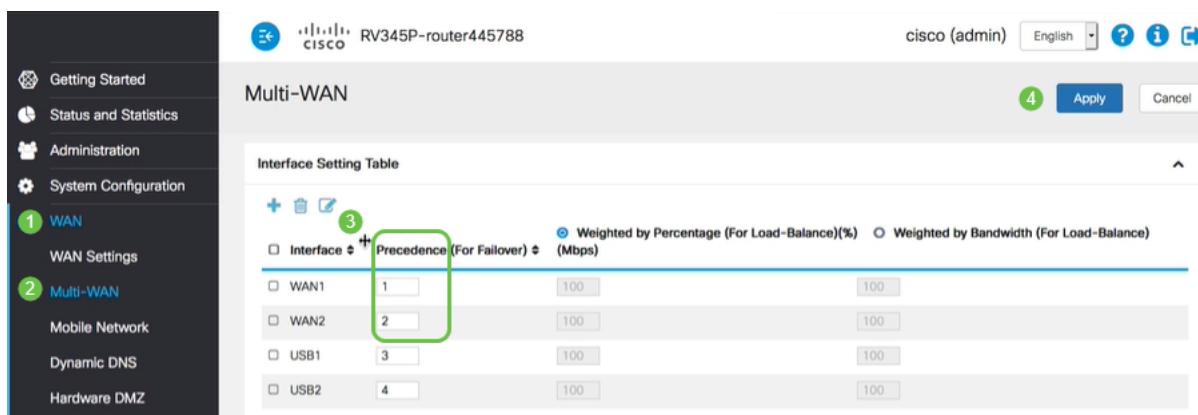 CISCO RV345P-router445788 cisco (admin) English
Getting Started
Status and Statistics
Administration
System Configuration
1 WAN
WAN Settings
2 Multi-WAN
Mobile Network
Dynamic DNS
Hardware DMZ
Multi-WAN 4 Apply Cancel
Interface Setting Table
3
Interface Precedence (For Failover) Weighted by Percentage (For Load-Balance)(%) Weighted by Bandwidth (For Load-Balance)
(Mbps)
WAN1 1 100 100
WAN2 2 100 100
USB1 3 100 100
USB2 4 100 100